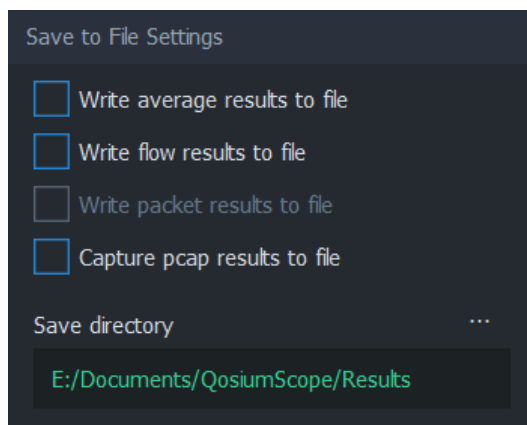 Save to File Settings
Write average results to file
Write flow results to file
Write packet results to file
Capture pcap results to file
Save directory ...
E:/Documents/QosiumScope/Results